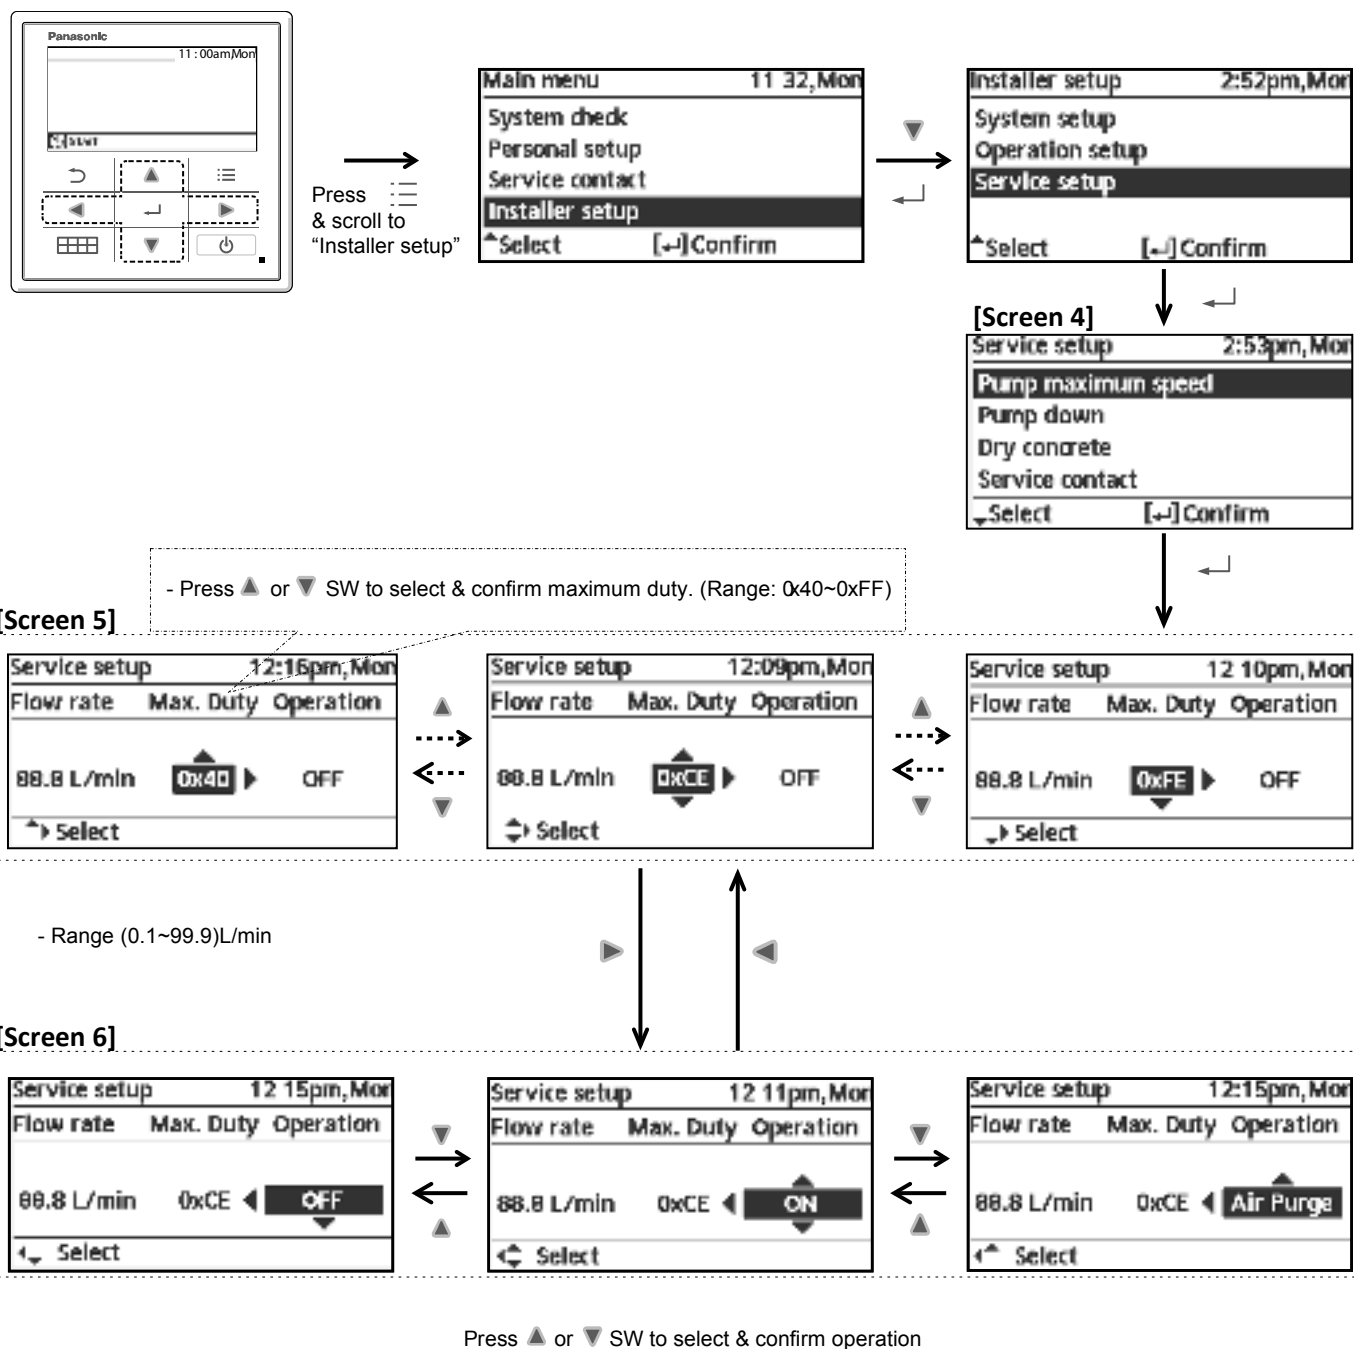 Panasonic
11 : 00am,Mon
START
Press
& scroll to
“Installer setup”
Main menu 11 32,Mon
System check
Personal setup
Service contact
Installer setup
Select [↵]Confirm
Installer setup 2:52pm,Mon
System setup
Operation setup
Service setup
Select [↵]Confirm
[Screen 4]
Service setup 2:53pm,Mon
Pump maximum speed
Pump down
Dry concrete
Service contact
Select [↵]Confirm
- Press ▲ or ▼ SW to select & confirm maximum duty. (Range: 0x40~0xFF)
[Screen 5]
Service setup 12:16pm,Mon
Flow rate Max. Duty Operation
88.8 L/min 0x40 OFF
Select
Service setup 12:09pm,Mon
Flow rate Max. Duty Operation
88.8 L/min 0xCE OFF
Select
Service setup 12 10pm,Mon
Flow rate Max. Duty Operation
88.8 L/min 0xFE OFF
Select
- Range (0.1~99.9)L/min
[Screen 6]
Service setup 12 15pm,Mon
Flow rate Max. Duty Operation
88.8 L/min 0xCE OFF
Select
Service setup 12 11pm,Mon
Flow rate Max. Duty Operation
88.8 L/min 0xCE ON
Select
Service setup 12:15pm,Mon
Flow rate Max. Duty Operation
88.8 L/min 0xCE Air Purge
Select
Press ▲ or ▼ SW to select & confirm operation